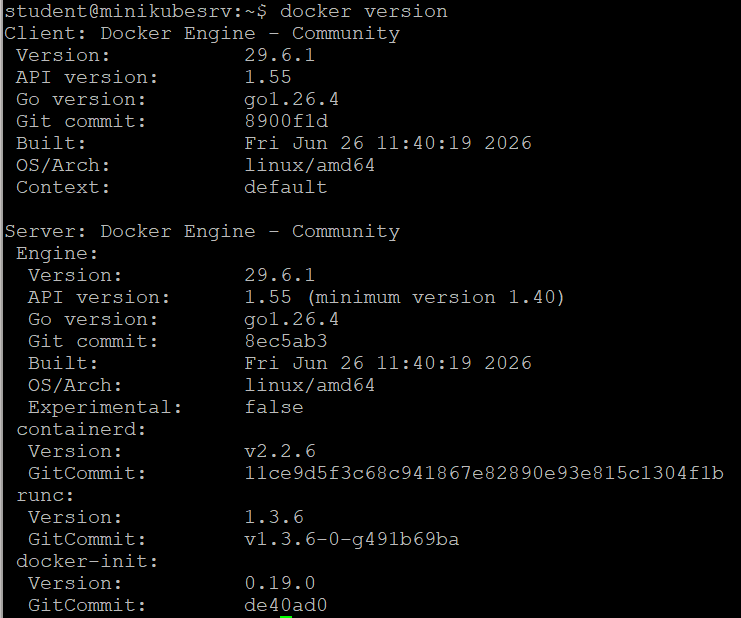 student@minikubesrv:~$ docker version
Client: Docker Engine - Community
 Version:           29.6.1
 API version:       1.55
 Go version:        go1.26.4
 Git commit:        8900f1d
 Built:             Fri Jun 26 11:40:19 2026
 OS/Arch:           linux/amd64
 Context:           default

Server: Docker Engine - Community
 Engine:
  Version:          29.6.1
  API version:      1.55 (minimum version 1.40)
  Go version:       go1.26.4
  Git commit:       8ec5ab3
  Built:            Fri Jun 26 11:40:19 2026
  OS/Arch:          linux/amd64
  Experimental:     false
 containerd:
  Version:          v2.2.6
  GitCommit:        11ce9d5f3c68c941867e82890e93e815c1304f1b
 runc:
  Version:          1.3.6
  GitCommit:        v1.3.6-0-g491b69ba
 docker-init:
  Version:          0.19.0
  GitCommit:        de40ad0